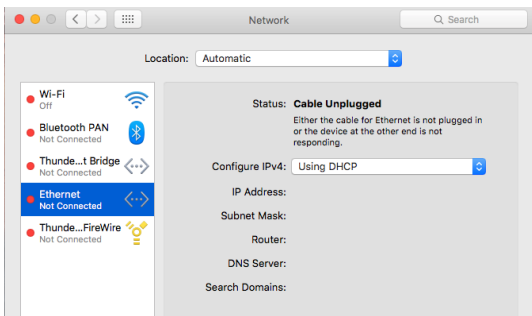 Network
Search
Location: Automatic
Wi-Fi
Off
Bluetooth PAN
Not Connected
Thunde...t Bridge
Not Connected
Ethernet
Not Connected
Thunde...FireWire
Not Connected
Status: Cable Unplugged
Either the cable for Ethernet is not plugged in
or the device at the other end is not
responding.
Configure IPv4: Using DHCP
IP Address:
Subnet Mask:
Router:
DNS Server:
Search Domains: